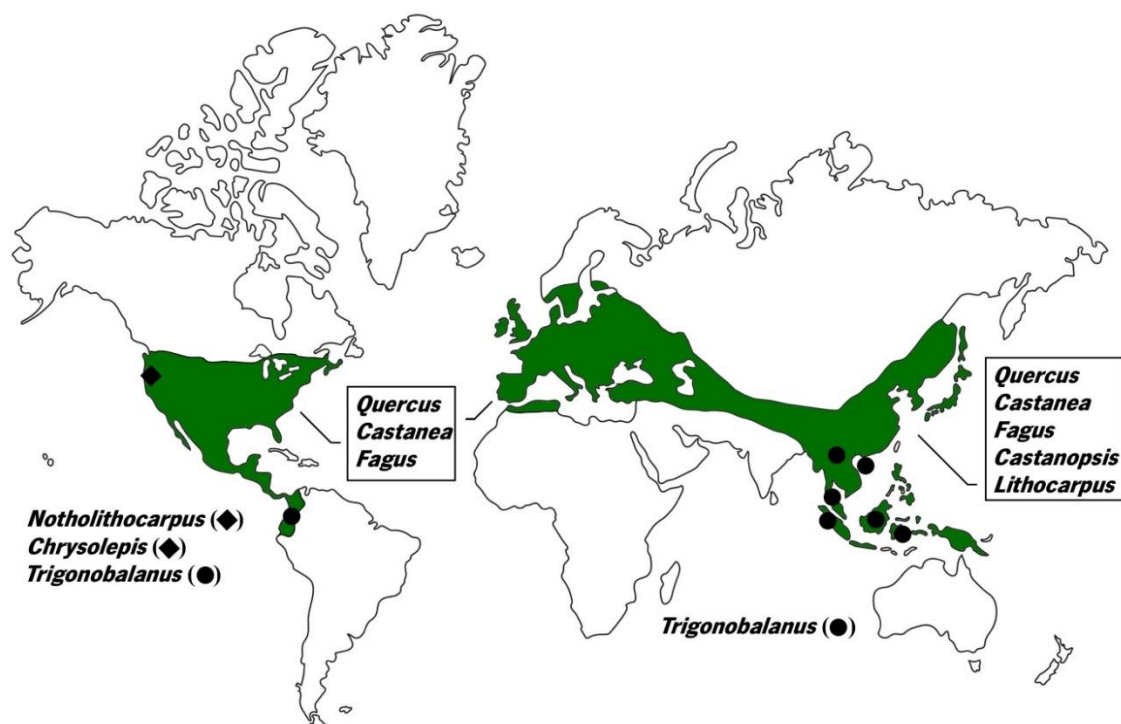 Quercus
Castanea
Fagus
Quercus
Castanea
Fagus
Castanopsis
Lithocarpus
Notholithocarpus (◆)
Chrysolepis (◆)
Trigonobalanus (●)
Trigonobalanus (●)